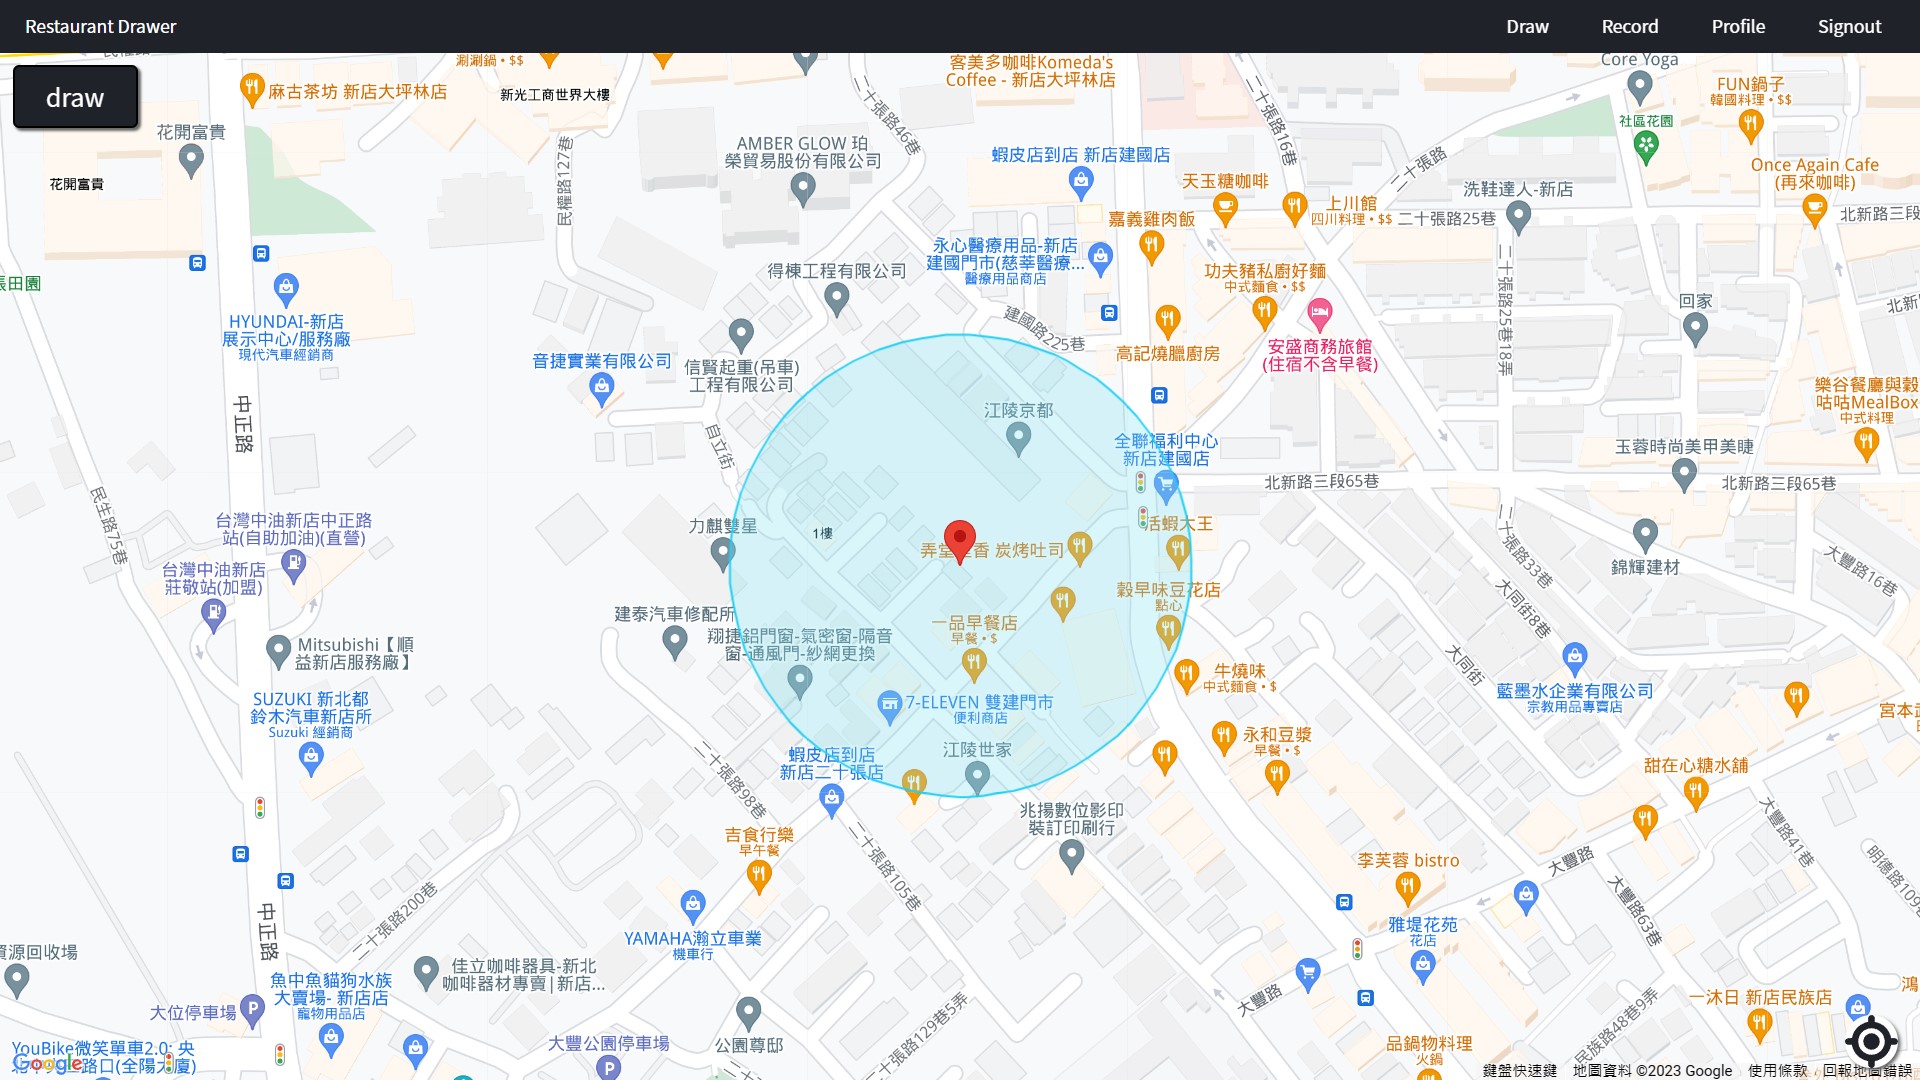 Restaurant Drawer
Draw
Record
Profile
Signout
draw
涮涮鍋 • $$
客美多咖啡Komeda's
Coffee - 新店大坪林店
Core Yoga
麻古茶坊 新店大坪林店
新光工商世界大樓
FUN鍋子
韓國料理 • $$
社區花園
花開富貴
花開富貴
民權路127巷
二十張路46巷
二十張路16巷
二十張路
AMBER GLOW 珀
榮貿易股份有限公司
蝦皮店到店 新店建國店
天玉糖咖啡
洗鞋達人-新店
Once Again Cafe
(再來咖啡)
嘉義雞肉飯
上川館
四川料理 • $$
二十張路25巷
北新路三段
永心醫療用品-新店
建國門市(慈莘醫療...
醫療用品商店
得棟工程有限公司
功夫豬私廚好麵
中式麵食 • $$
二十張路25巷18弄
回家
HYUNDAI-新店
展示中心/服務廠
現代汽車經銷商
建國路225巷
高記燒臘廚房
安盛商務旅館
(住宿不含早餐)
音捷實業有限公司
信賢起重(吊車)
工程有限公司
樂谷餐廳與穀
咕咕MealBox
中式料理
中正路
自立街
江陵京都
全聯福利中心
新店建國店
玉蓉時尚美甲美睫
北新路三段65巷
北新路三段65巷
民生路75巷
台灣中油新店中正路
站(自助加油)(直營)
力麒雙星
1樓
活蝦大王
二十張路33巷
大豐路16巷
台灣中油新店
莊敬站(加盟)
錦輝建材
穀早味豆花店
點心
大同街8巷
建泰汽車修配所
一品早餐店
早餐 • $
翔捷鋁門窗-氣密窗-隔音
窗-通風門-紗網更換
Mitsubishi【順
益新店服務廠】
大同街
牛燒味
中式麵食 • $
藍墨水企業有限公司
宗教用品專賣店
SUZUKI 新北都
鈴木汽車新店所
Suzuki 經銷商
7-ELEVEN 雙建門市
便利商店
永和豆漿
早餐 • $
江陵世家
蝦皮店到店
新店二十張店
二十張路98巷
甜在心糖水舖
兆揚數位影印
裝訂印刷行
大豐路41巷
吉食行樂
早午餐
二十張路105巷
李芙蓉 bistro
大豐路
大豐路63巷
二十張路200巷
中正路
雅堤花苑
花店
YAMAHA瀚立車業
機車行
資源回收場
佳立咖啡器具-新北
咖啡器材專賣|新店...
魚中魚貓狗水族
大賣場- 新店店
寵物用品店
大位停車場
大豐路
二十張路129巷5弄
民族路48巷9弄
一沐日 新店民族店
YouBike微笑單車2.0: 央
Google
大豐公園停車場
公園尊邸
品鍋物料理
火鍋
鍵盤快速鍵
地圖資料 ©2023 Google
使用條款
回報地圖錯誤